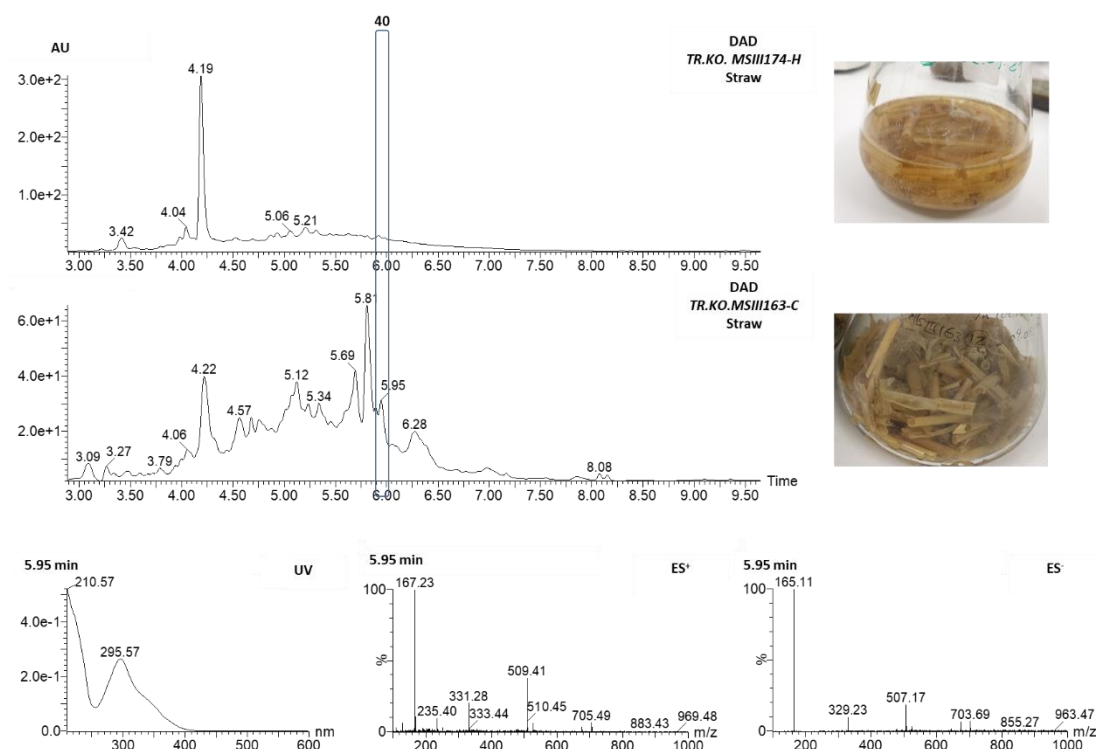 40
AU
DAD
TR.KO. MSIII174-H
Straw
3.0e+2
2.0e+2
1.0e+2
4.19
3.42
4.04
5.06
5.21
3.00 3.50 4.00 4.50 5.00 5.50 6.00 6.50 7.00 7.50 8.00 8.50 9.00 9.50
DAD
TR.KO.MSIII163-C
Straw
6.0e+1
4.0e+1
2.0e+1
3.09
3.27
3.79
4.06
4.22
4.57
5.12
5.34
5.69
5.81
5.95
6.28
8.08
Time
3.00 3.50 4.00 4.50 5.00 5.50 6.00 6.50 7.00 7.50 8.00 8.50 9.00 9.50
5.95 min
UV
210.57
4.0e-1
2.0e-1
0.0
295.57
200 300 400 500 600 nm
5.95 min
ES⁺
100
%
0
167.23
235.40
331.28
333.44
509.41
510.45
705.49
883.43
969.48
200 400 600 800 1000 m/z
5.95 min
ES⁻
100
%
0
165.11
329.23
507.17
703.69
855.27
963.47
200 400 600 800 1000 m/z